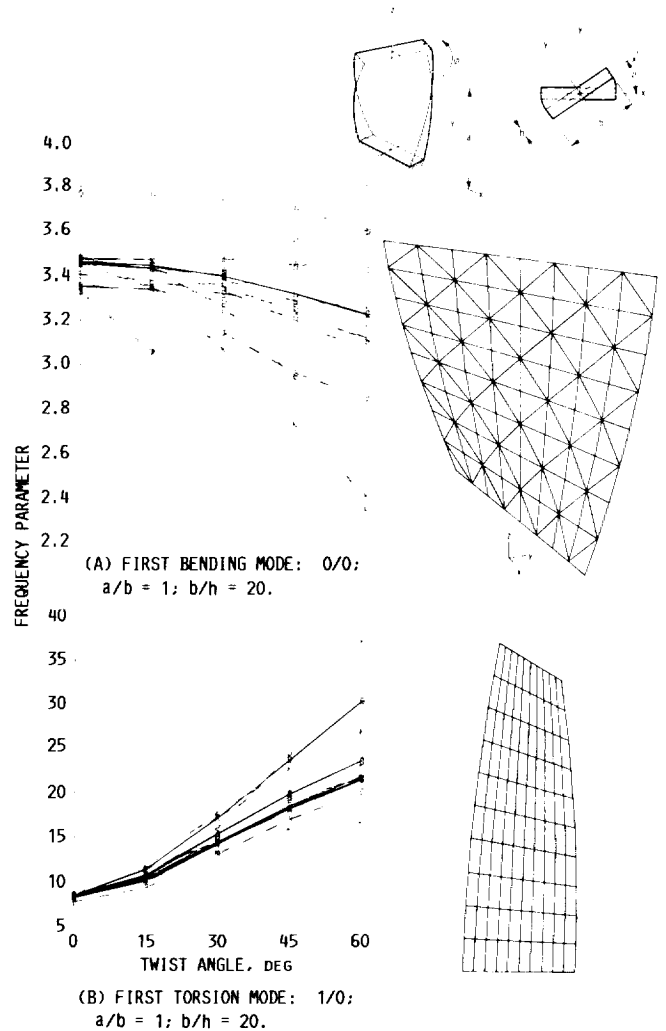 4.0
3.8
3.6
3.4
3.2
3.0
2.8
2.6
2.4
2.2
FREQUENCY PARAMETER
(A) FIRST BENDING MODE: 0/0;
a/b = 1; b/h = 20.
40
35
30
25
20
15
10
5
0 15 30 45 60
TWIST ANGLE, DEG
(B) FIRST TORSION MODE: 1/0;
a/b = 1; b/h = 20.